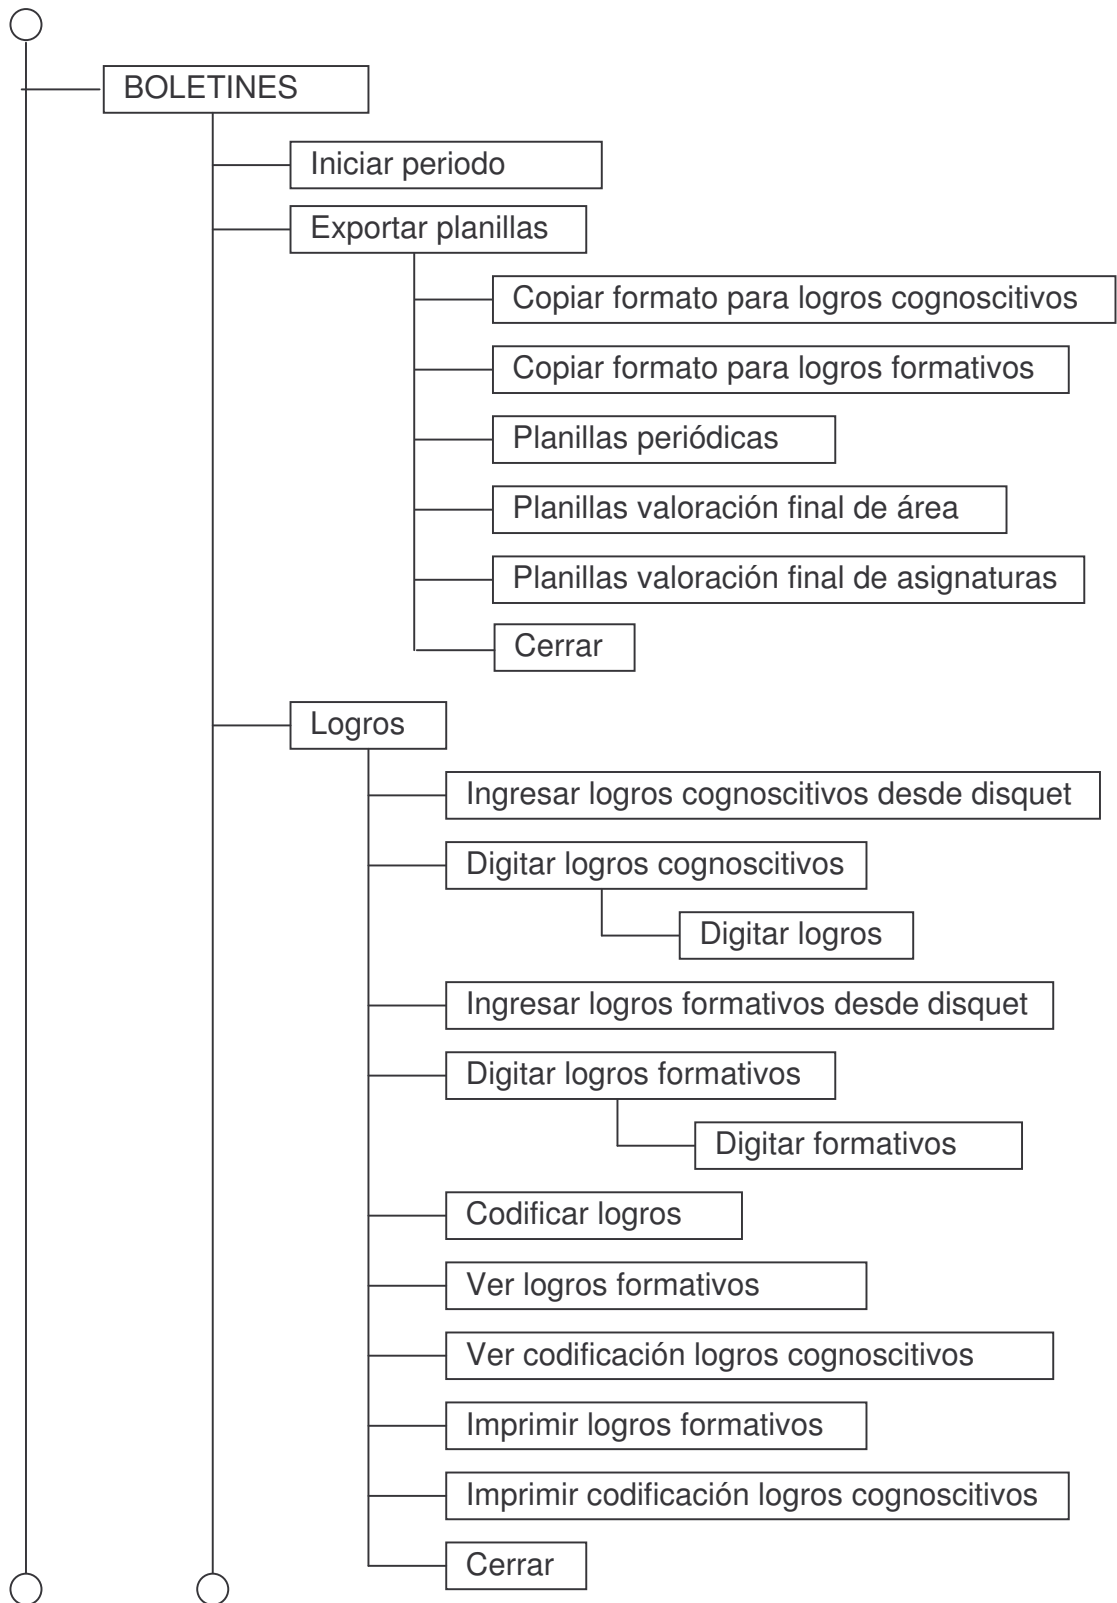 BOLETINES
Iniciar periodo
Exportar planillas
Copiar formato para logros cognoscitivos
Copiar formato para logros formativos
Planillas periódicas
Planillas valoración final de área
Planillas valoración final de asignaturas
Cerrar
Logros
Ingresar logros cognoscitivos desde disquet
Digitar logros cognoscitivos
Digitar logros
Ingresar logros formativos desde disquet
Digitar logros formativos
Digitar formativos
Codificar logros
Ver logros formativos
Ver codificación logros cognoscitivos
Imprimir logros formativos
Imprimir codificación logros cognoscitivos
Cerrar